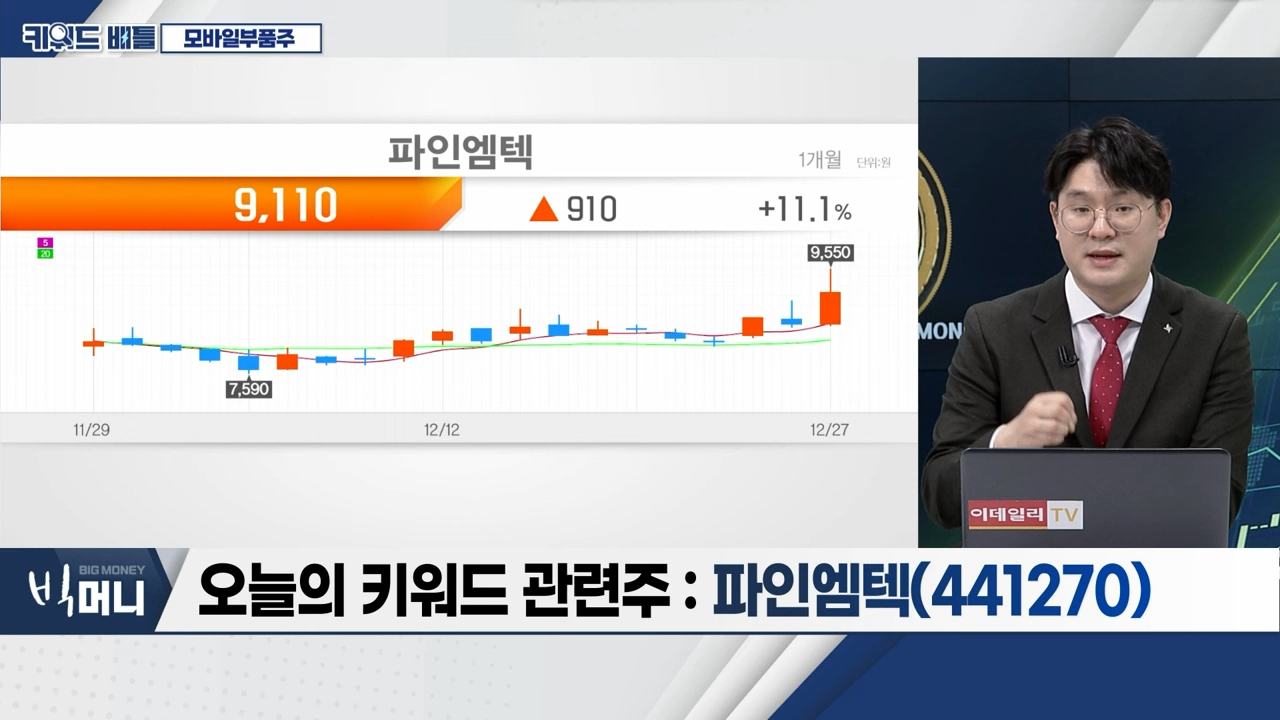 키워드 배틀 모바일부품주
파인엠텍
1개월 단위:원
9,110 ▲ 910 +11.1%
5
20
9,550
7,590
11/29 12/12 12/27
MON
이데일리 TV
빅머니 BIG MONEY
오늘의 키워드 관련주 : 파인엠텍(441270)